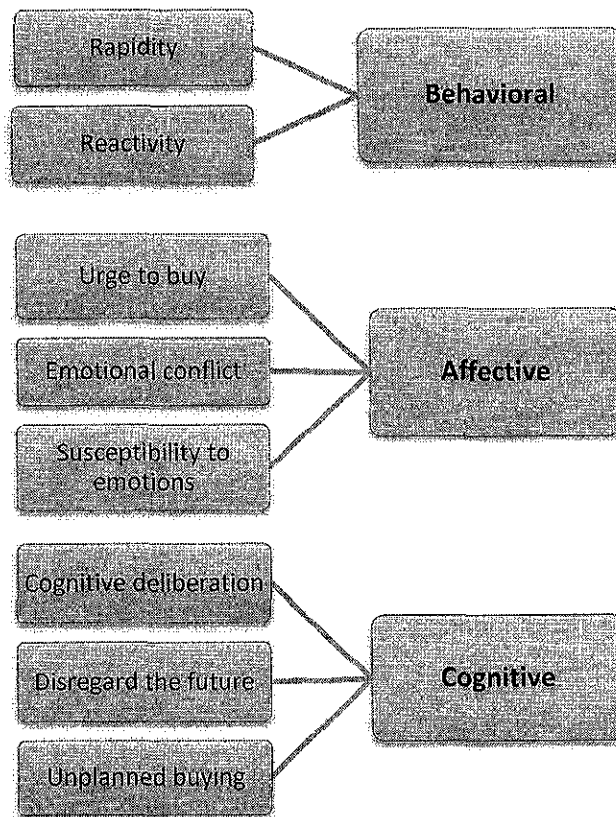 Rapidity
Behavioral
Reactivity
Urge to buy
Emotional conflict
Affective
Susceptibility to
emotions
Cognitive deliberation
Disregard the future
Cognitive
Unplanned buying